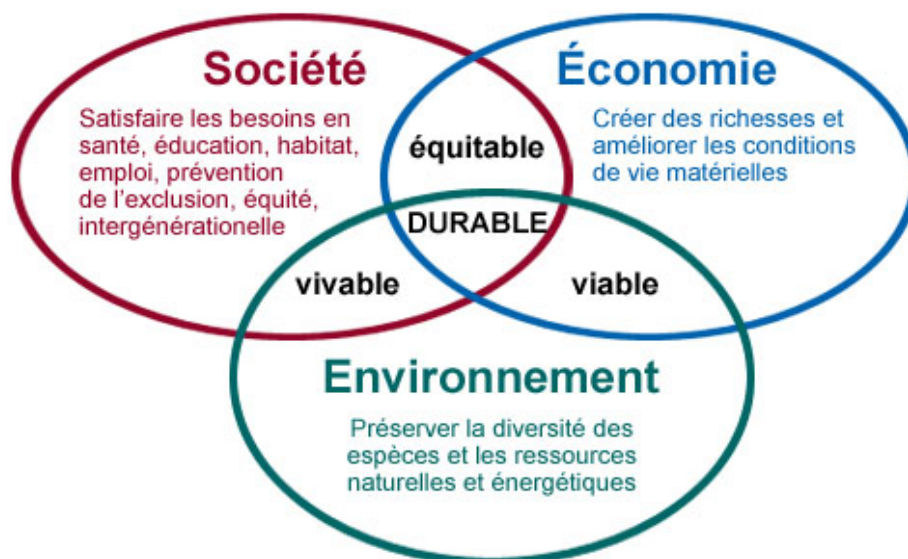 Société
Satisfaire les besoins en
santé, éducation, habitat,
emploi, prévention
de l'exclusion, équité,
intergénérationelle
Économie
Créer des richesses et
améliorer les conditions
de vie matérielles
équitable
DURABLE
vivable
viable
Environnement
Préserver la diversité des
espèces et les ressources
naturelles et énergétiques